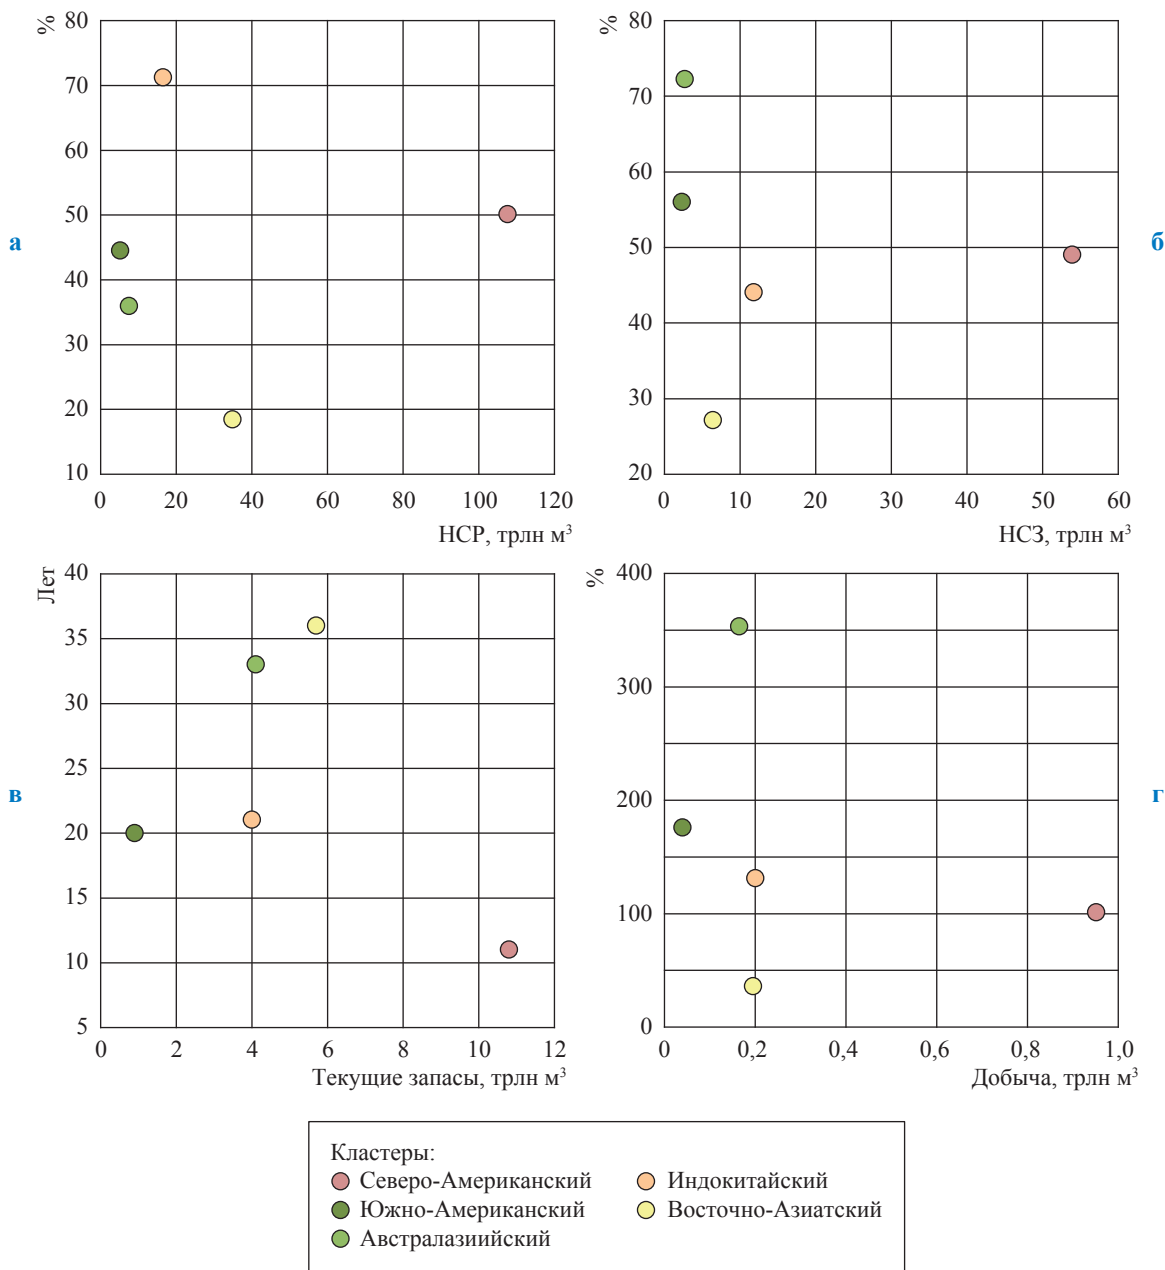 %
80
70
60
50
40
30
20
10
0 20 40 60 80 100 120
НСР, трлн м³
а
%
80
70
60
50
40
30
20
0 10 20 30 40 50 60
НСЗ, трлн м³
б
Лет
40
35
30
25
20
15
10
5
0 2 4 6 8 10 12
Текущие запасы, трлн м³
в
%
400
300
200
100
0
0 0,2 0,4 0,6 0,8 1,0
Добыча, трлн м³
г
Кластеры:
Северо-Американский
Южно-Американский
Австралазиийский
Индокитайский
Восточно-Азиатский